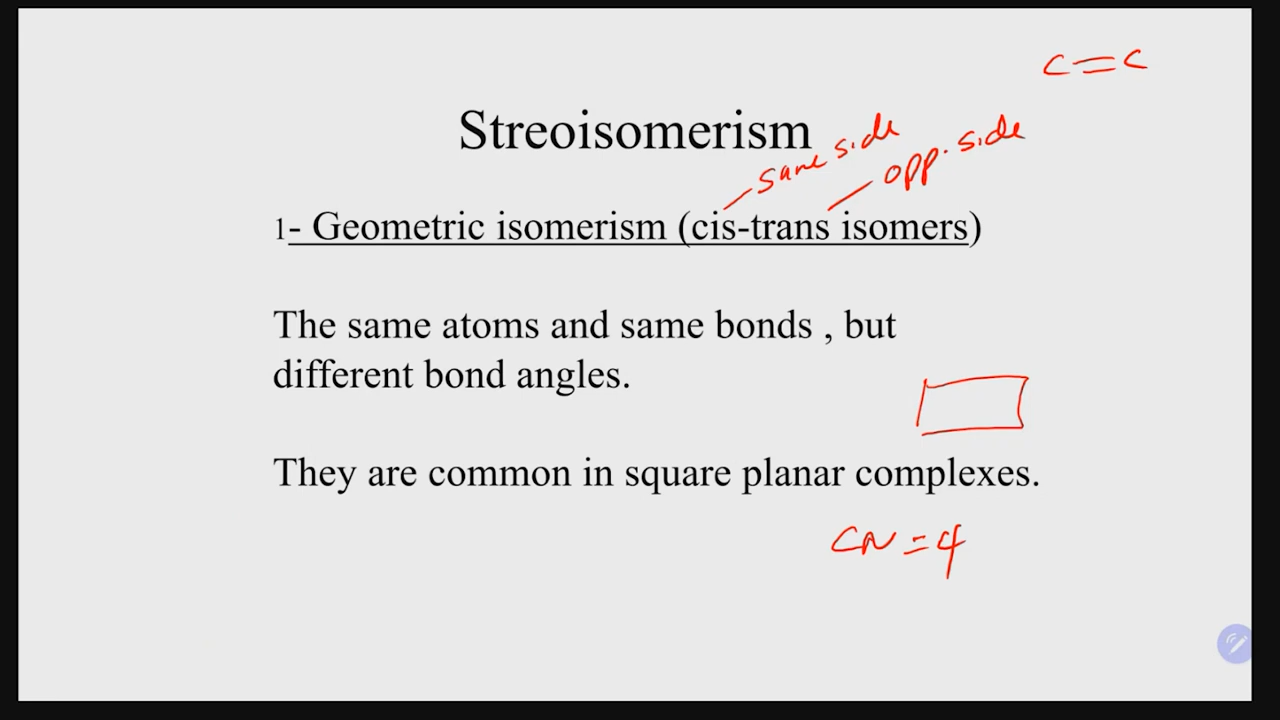 C=C
Streoisomerism
same side
opp. side
1- Geometric isomerism (cis-trans isomers)
The same atoms and same bonds , but
different bond angles.
They are common in square planar complexes.
CN=4